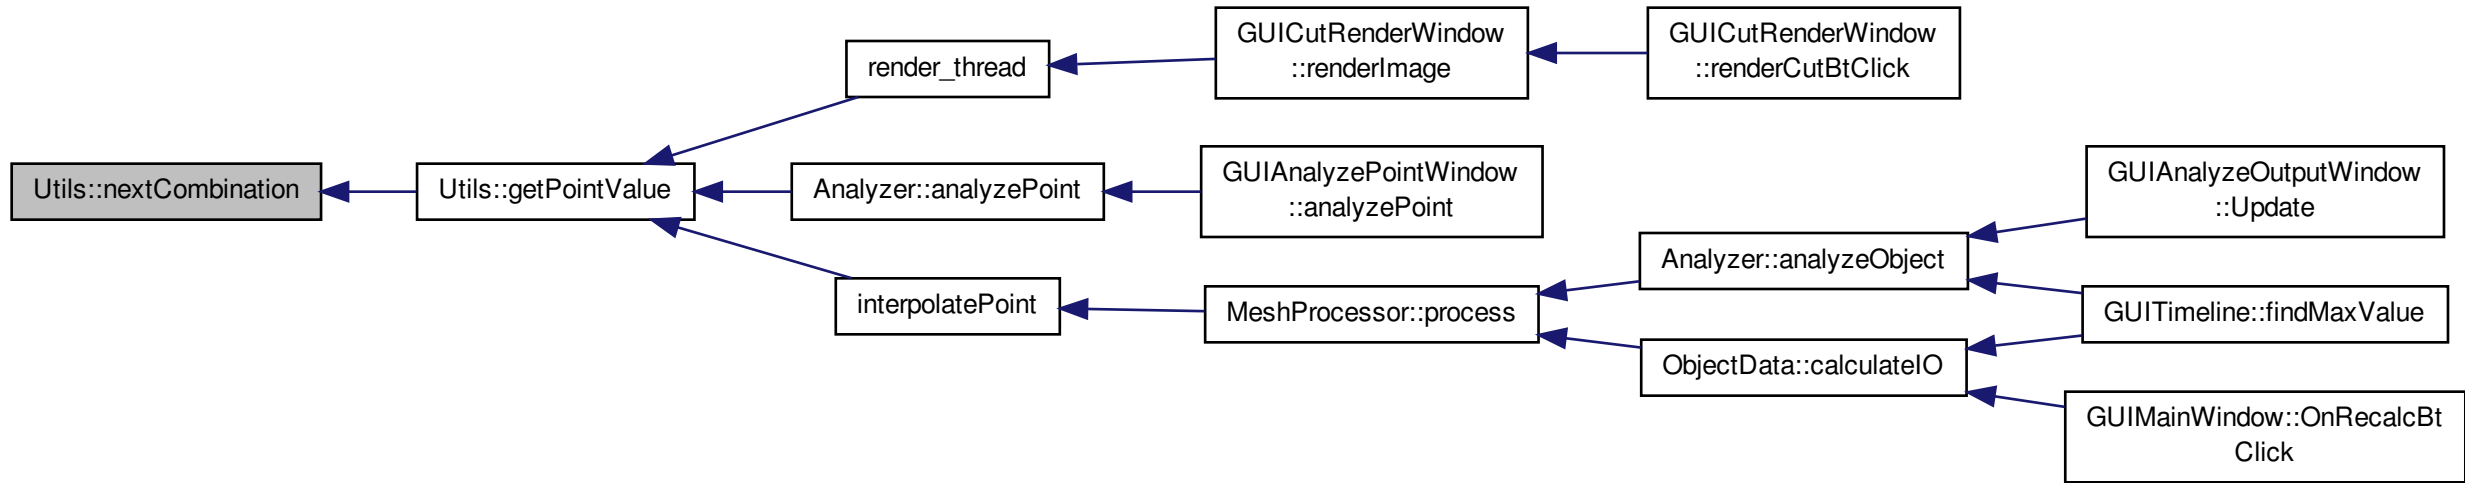 Utils::nextCombination
Utils::getPointValue
render_thread
GUICutRenderWindow
::renderImage
GUICutRenderWindow
::renderCutBtClick
Analyzer::analyzePoint
GUIAnalyzePointWindow
::analyzePoint
interpolatePoint
MeshProcessor::process
Analyzer::analyzeObject
GUIAnalyzeOutputWindow
::Update
GUITimeline::findMaxValue
ObjectData::calculateIO
GUIMainWindow::OnRecalcBt
Click